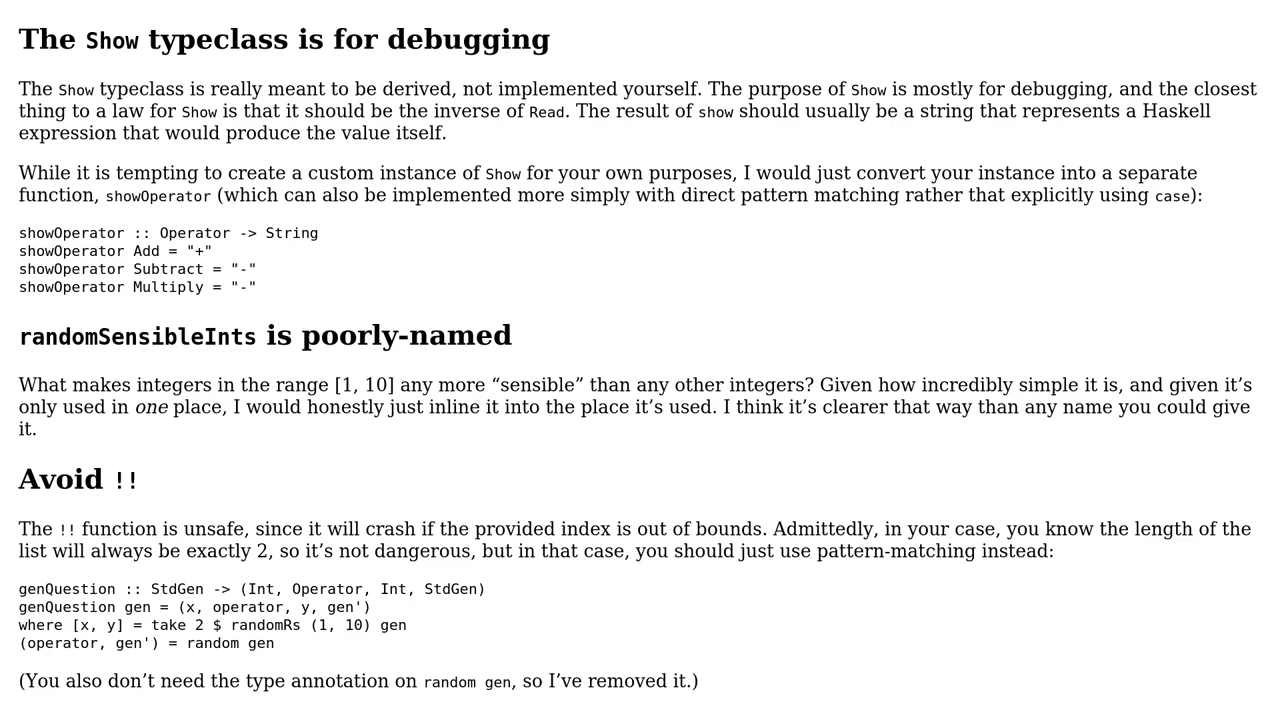 The Show typeclass is for debugging
The Show typeclass is really meant to be derived, not implemented yourself. The purpose of Show is mostly for debugging, and the closest
thing to a law for Show is that it should be the inverse of Read. The result of show should usually be a string that represents a Haskell
expression that would produce the value itself.
While it is tempting to create a custom instance of Show for your own purposes, I would just convert your instance into a separate
function, showOperator (which can also be implemented more simply with direct pattern matching rather that explicitly using case):
showOperator :: Operator -> String
showOperator Add = "+"
showOperator Subtract = "-"
showOperator Multiply = "-"
randomSensibleInts is poorly-named
What makes integers in the range [1, 10] any more “sensible” than any other integers? Given how incredibly simple it is, and given it’s
only used in one place, I would honestly just inline it into the place it’s used. I think it’s clearer that way than any name you could give
it.
Avoid !!
The !! function is unsafe, since it will crash if the provided index is out of bounds. Admittedly, in your case, you know the length of the
list will always be exactly 2, so it’s not dangerous, but in that case, you should just use pattern-matching instead:
genQuestion :: StdGen -> (Int, Operator, Int, StdGen)
genQuestion gen = (x, operator, y, gen')
where [x, y] = take 2 $ randomRs (1, 10) gen
(operator, gen') = random gen
(You also don’t need the type annotation on random gen, so I’ve removed it.)